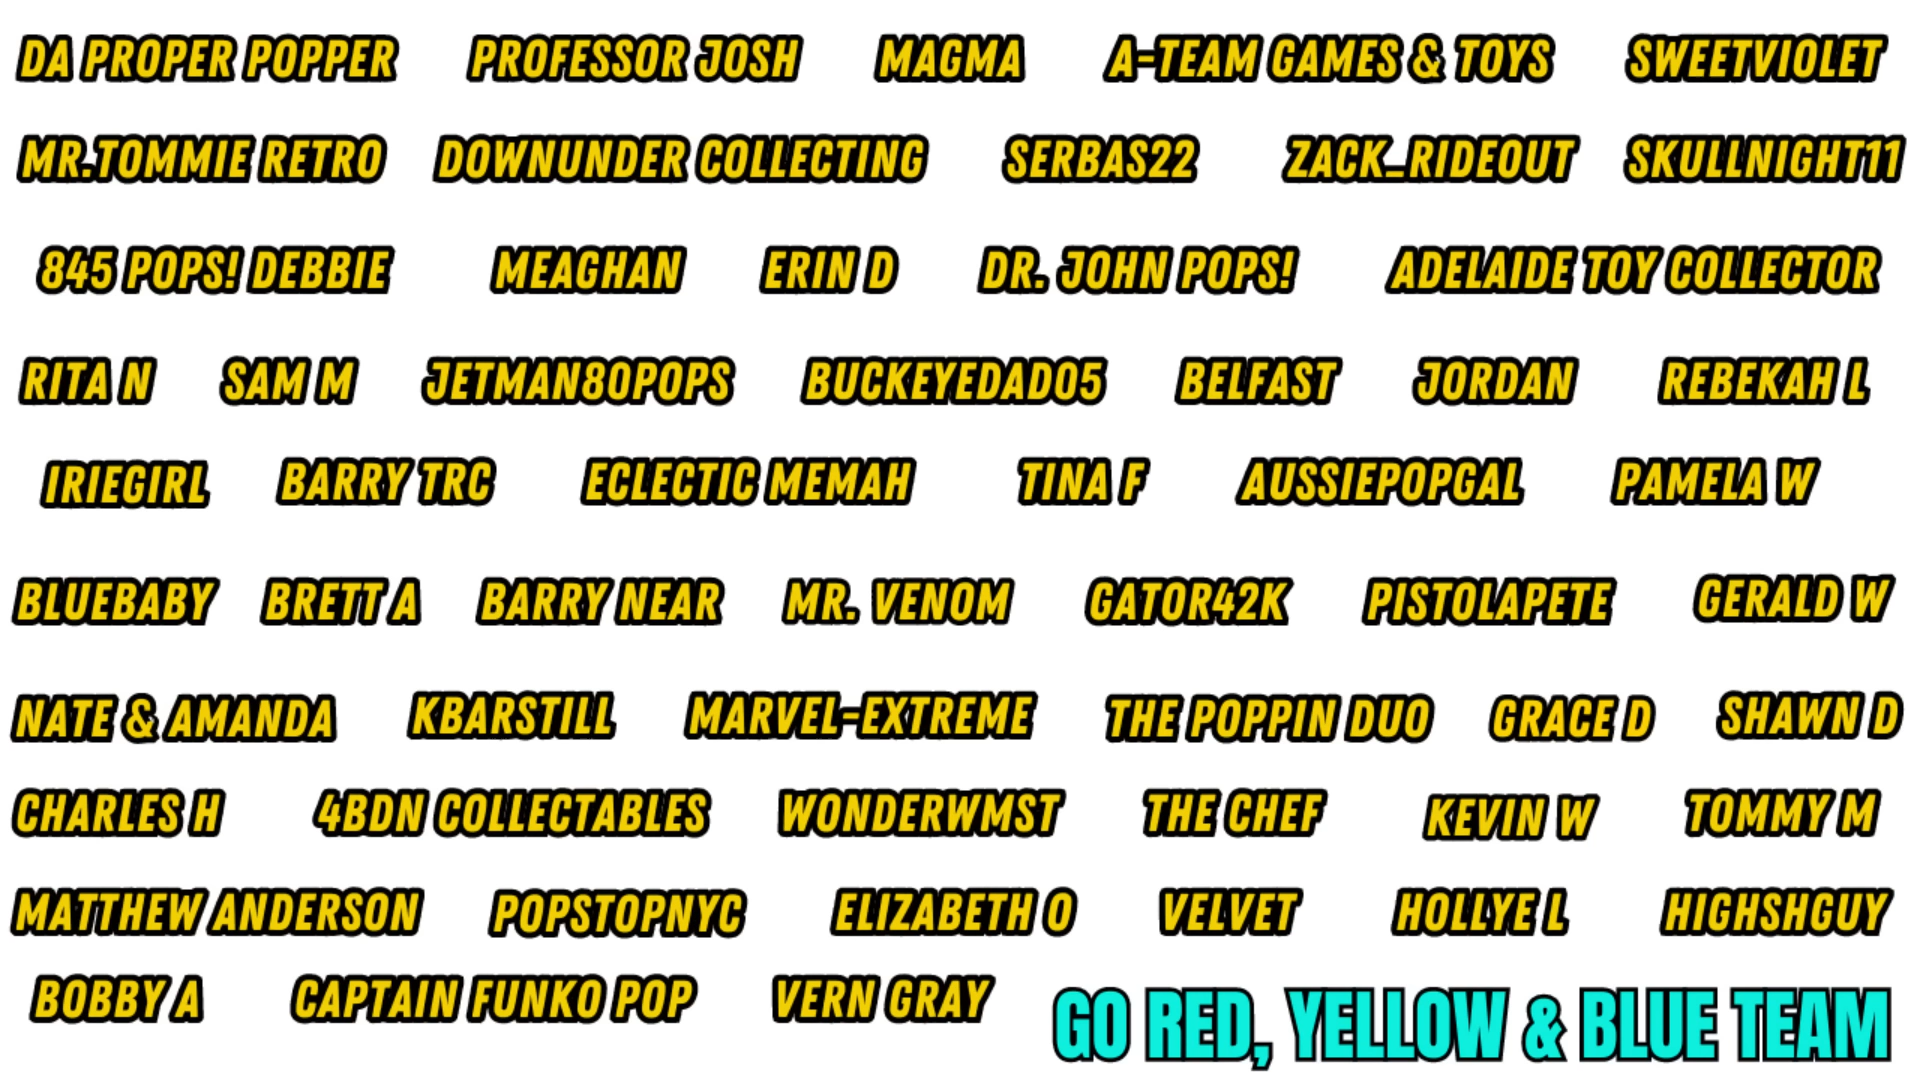 DA PROPER POPPER PROFESSOR JOSH MAGMA A-TEAM GAMES & TOYS SWEETVIOLET
MR.TOMMIE RETRO DOWNUNDER COLLECTING SERBAS22 ZACK_RIDEOUT SKULLNIGHT11
845 POPS! DEBBIE MEAGHAN ERIN D DR. JOHN POPS! ADELAIDE TOY COLLECTOR
RITA N SAM M JETMAN80POPS BUCKEYEDAD05 BELFAST JORDAN REBEKAH L
IRIEGIRL BARRY TRC ECLECTIC MEMAH TINA F AUSSIEPOPGAL PAMELA W
BLUEBABY BRETT A BARRY NEAR MR. VENOM GATOR42K PISTOLAPETE GERALD W
NATE & AMANDA KBARSTILL MARVEL-EXTREME THE POPPIN DUO GRACE D SHAWN D
CHARLES H 4BDN COLLECTABLES WONDERWMST THE CHEF KEVIN W TOMMY M
MATTHEW ANDERSON POPSTOPNYC ELIZABETH O VELVET HOLLYE L HIGHSHGUY
BOBBY A CAPTAIN FUNKO POP VERN GRAY GO RED, YELLOW & BLUE TEAM